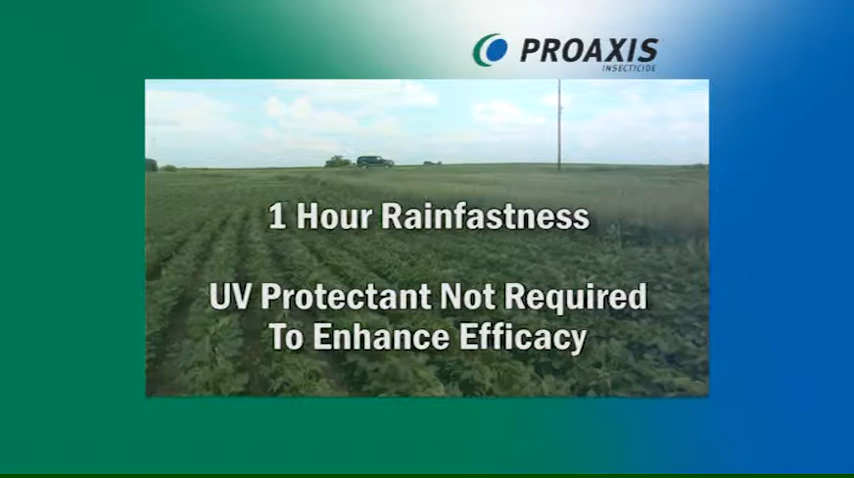 PROAXIS
INSECTICIDE
1 Hour Rainfastness
UV Protectant Not Required
To Enhance Efficacy